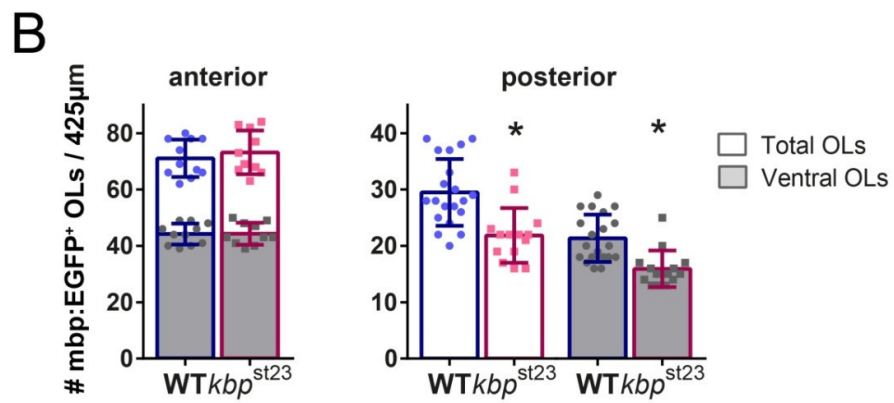 B
anterior
posterior
# mbp:EGFP⁺ OLs / 425µm
80
60
40
20
0
WT kbp^st23
40
30
20
10
0
*
*
WT kbp^st23
WT kbp^st23
Total OLs
Ventral OLs